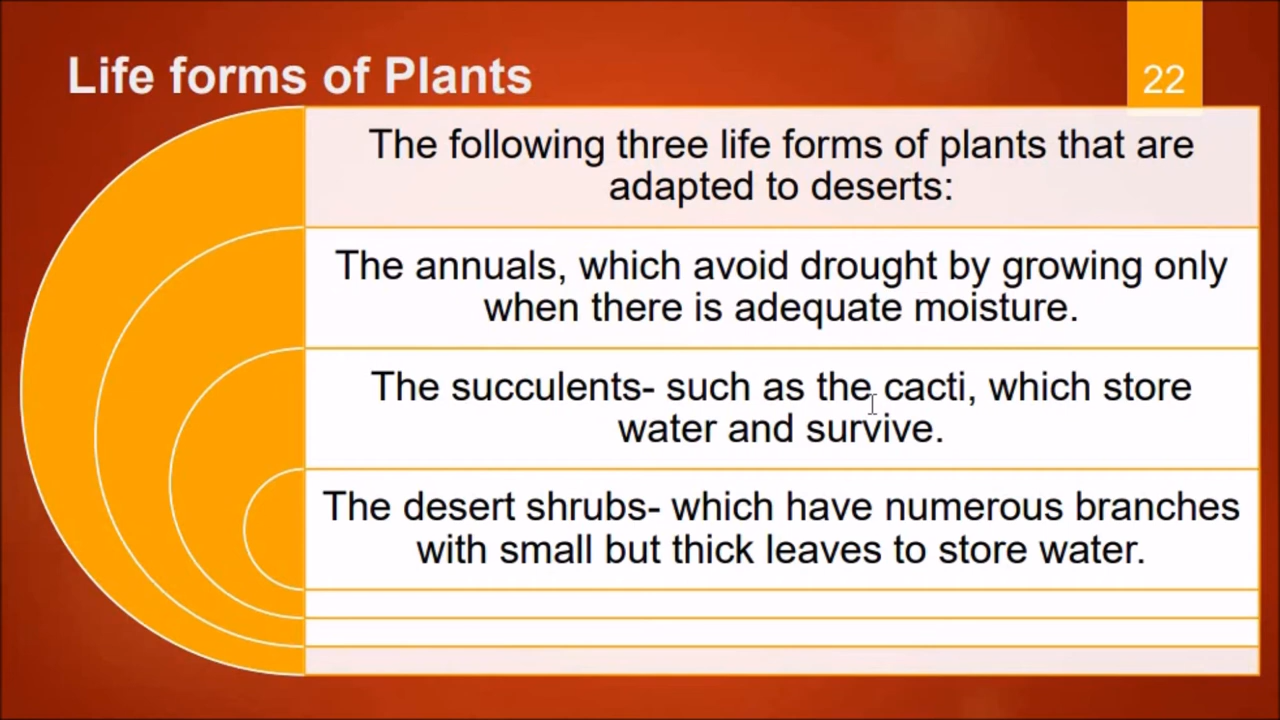 Life forms of Plants
22
The following three life forms of plants that are
adapted to deserts:
The annuals, which avoid drought by growing only
when there is adequate moisture.
The succulents- such as the cacti, which store
water and survive.
The desert shrubs- which have numerous branches
with small but thick leaves to store water.